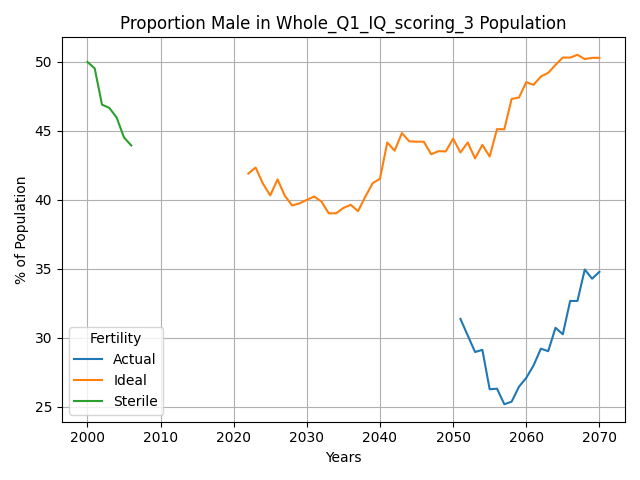 Proportion Male in Whole_Q1_IQ_scoring_3 Population
% of Population
50
45
40
35
30
25
Fertility
Actual
Ideal
Sterile
2000 2010 2020 2030 2040 2050 2060 2070
Years